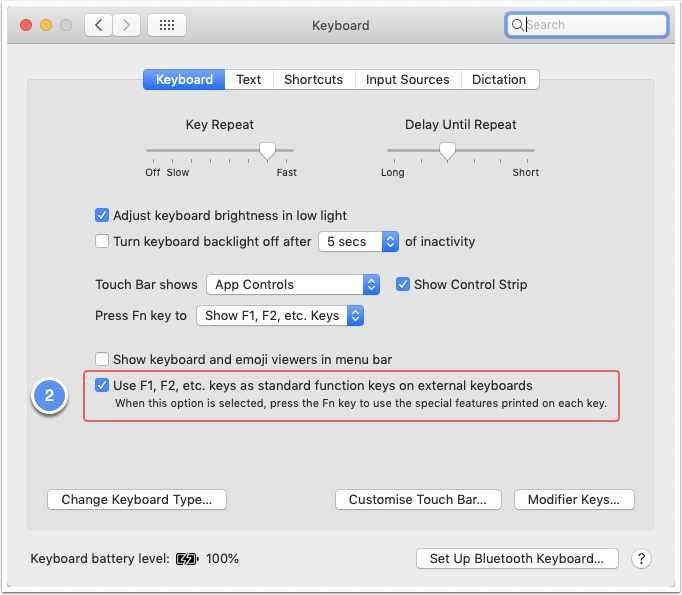 Keyboard
Search
Keyboard Text Shortcuts Input Sources Dictation
Key Repeat
Off Slow Fast
Delay Until Repeat
Long Short
Adjust keyboard brightness in low light
Turn keyboard backlight off after 5 secs of inactivity
Touch Bar shows App Controls Show Control Strip
Press Fn key to Show F1, F2, etc. Keys
Show keyboard and emoji viewers in menu bar
2
Use F1, F2, etc. keys as standard function keys on external keyboards
When this option is selected, press the Fn key to use the special features printed on each key.
Change Keyboard Type... Customise Touch Bar... Modifier Keys...
Keyboard battery level: 100% Set Up Bluetooth Keyboard... ?